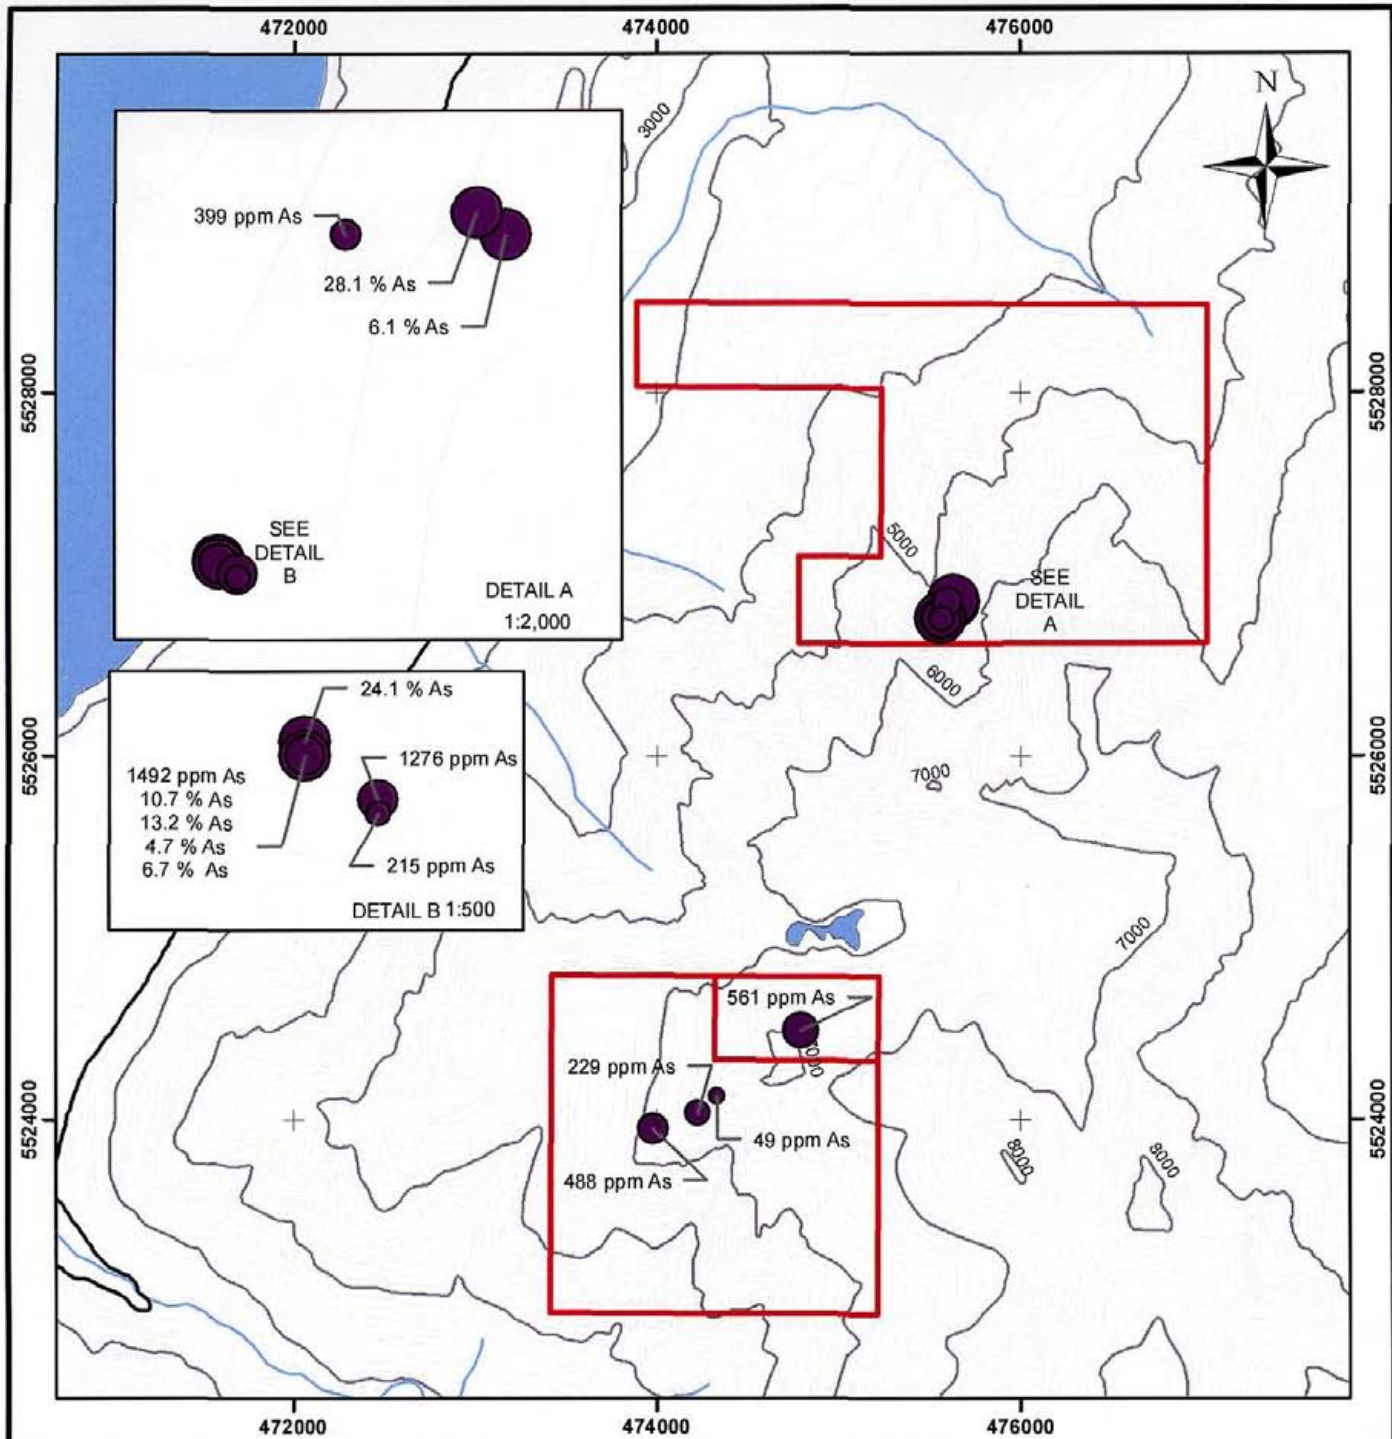 472000
474000
476000
N
3000
399 ppm As
28.1 % As
6.1 % As
5528000
5528000
SEE
DETAIL
B
5000
SEE
DETAIL
A
DETAIL A
1:2,000
6000
24.1 % As
5526000
5526000
1276 ppm As
7000
1492 ppm As
10.7 % As
13.2 % As
4.7 % As
6.7 % As
215 ppm As
DETAIL B 1:500
7000
561 ppm As
229 ppm As
5524000
5524000
49 ppm As
8000
8000
488 ppm As
472000
474000
476000